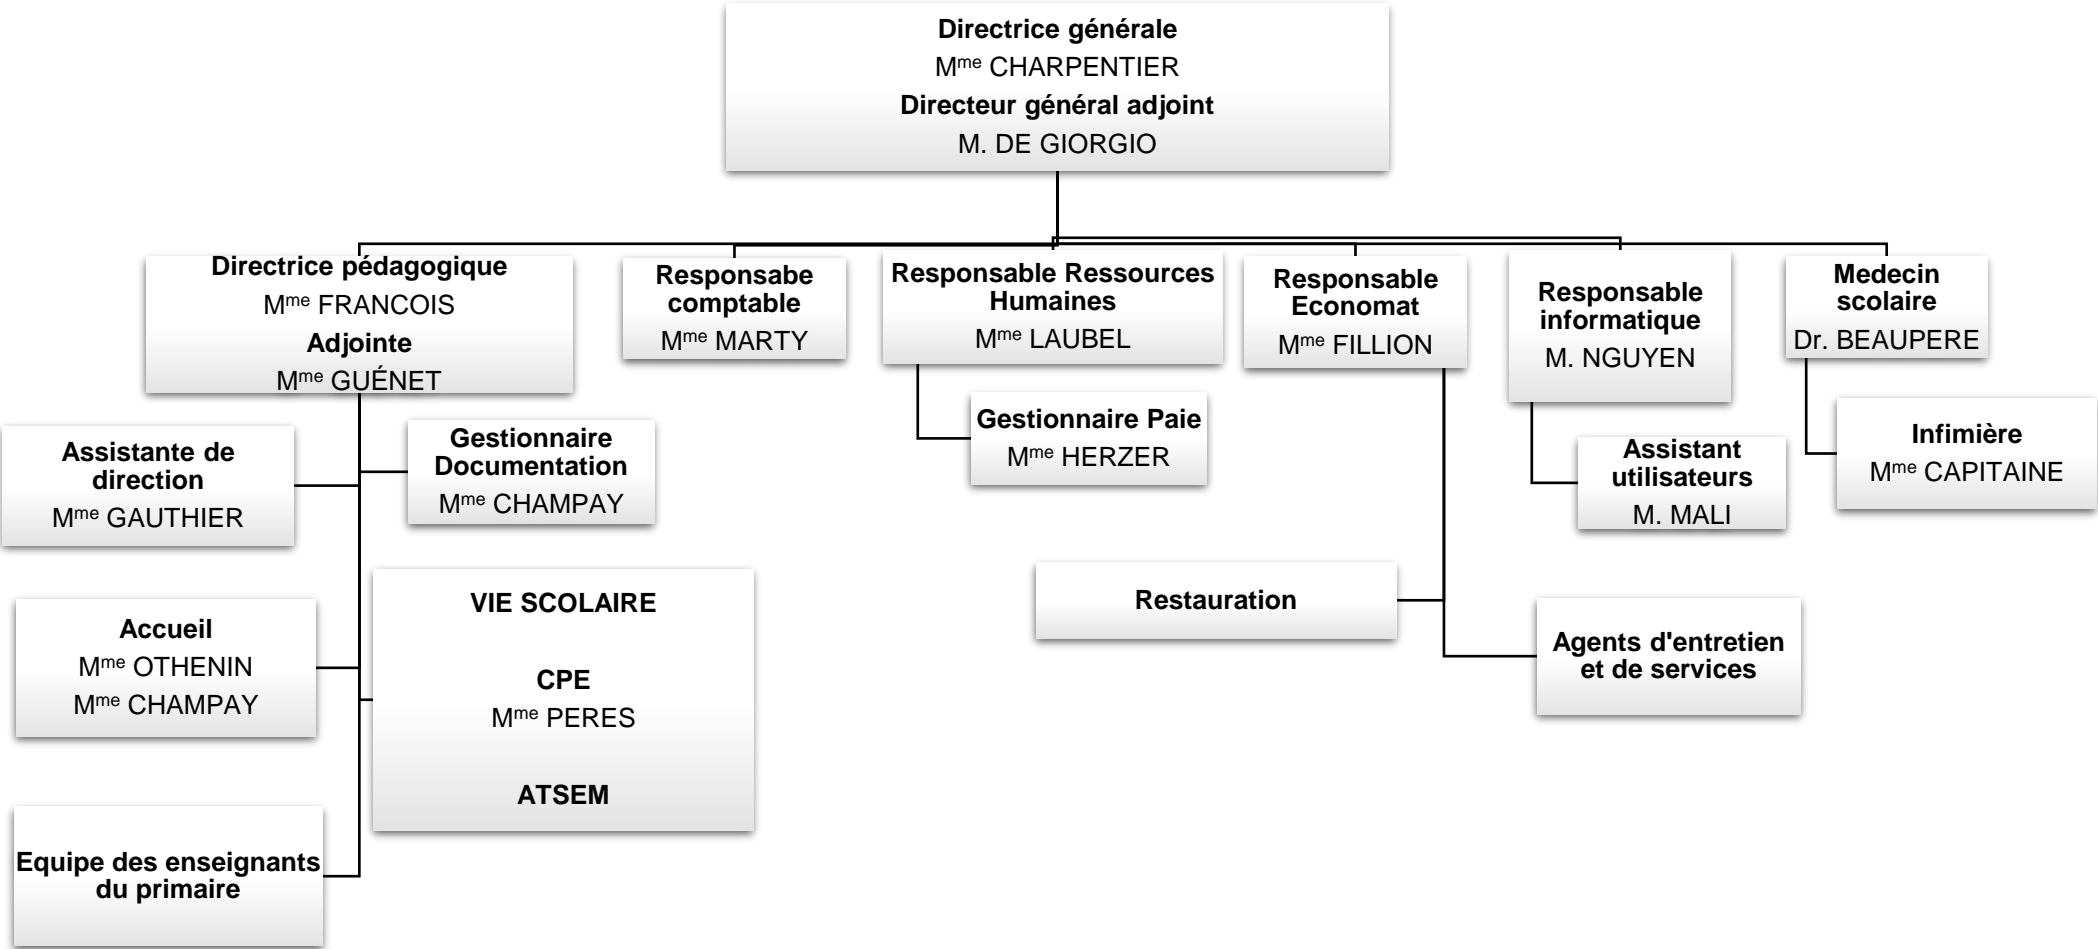 Directrice générale
Mme CHARPENTIER
Directeur général adjoint
M. DE GIORGIO
Directrice pédagogique
Mme FRANCOIS
Adjointe
Mme GUÉNET
Responsabe
comptable
Mme MARTY
Responsable Ressources
Humaines
Mme LAUBEL
Responsable
Economat
Mme FILLION
Responsable
informatique
M. NGUYEN
Medecin
scolaire
Dr. BEAUPERE
Assistante de
direction
Mme GAUTHIER
Gestionnaire
Documentation
Mme CHAMPAY
Gestionnaire Paie
Mme HERZER
Assistant
utilisateurs
M. MALI
Infimière
Mme CAPITAINE
Accueil
Mme OTHENIN
Mme CHAMPAY
VIE SCOLAIRE
CPE
Mme PERES
ATSEM
Restauration
Agents d'entretien
et de services
Equipe des enseignants
du primaire